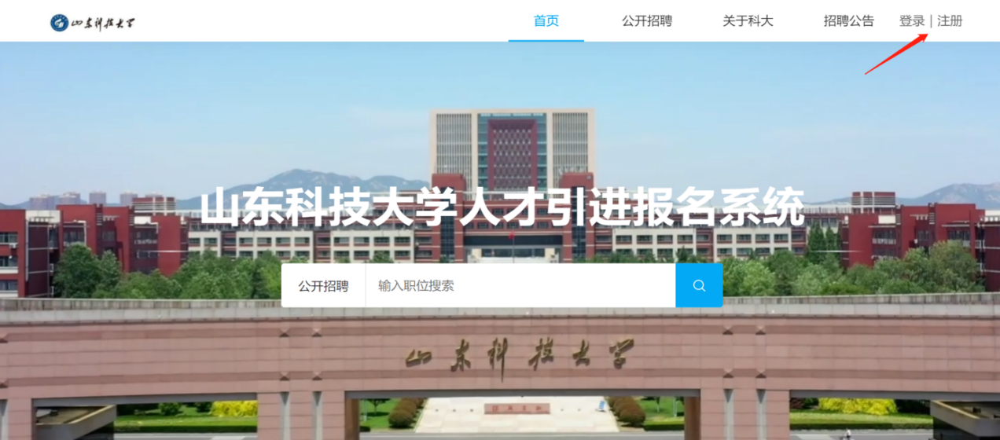 山东科技大学
首页
公开招聘
关于科大
招聘公告
登录 | 注册
山东科技大学人才引进报名系统
公开招聘
输入职位搜索
山东科技大学